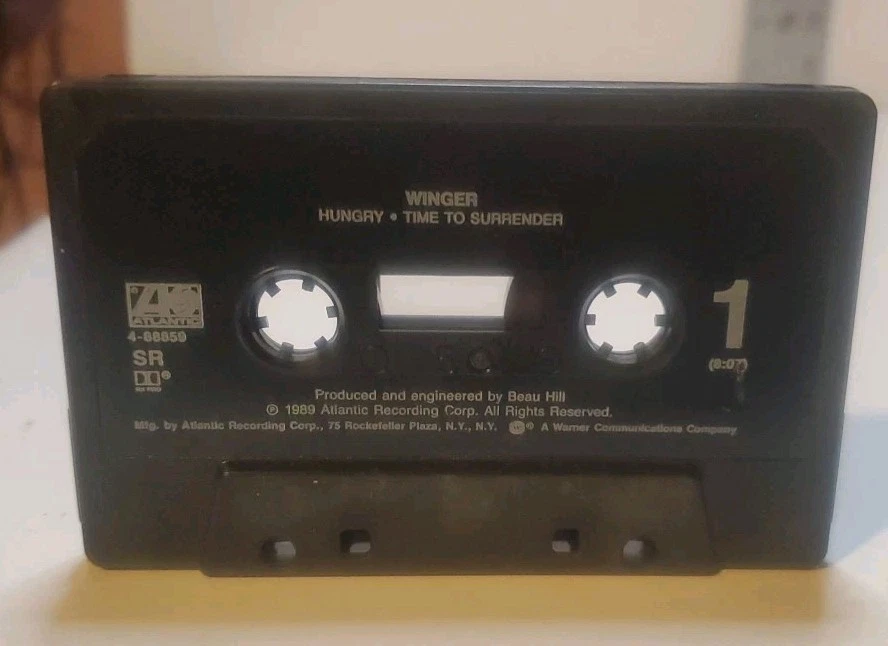 WINGER
HUNGRY • TIME TO SURRENDER
ATLANTIC
4-88859
SR
1
(8:07)
Produced and engineered by Beau Hill
℗ 1989 Atlantic Recording Corp. All Rights Reserved.
Mfg. by Atlantic Recording Corp., 75 Rockefeller Plaza, N.Y., N.Y. ® A Warner Communications Company